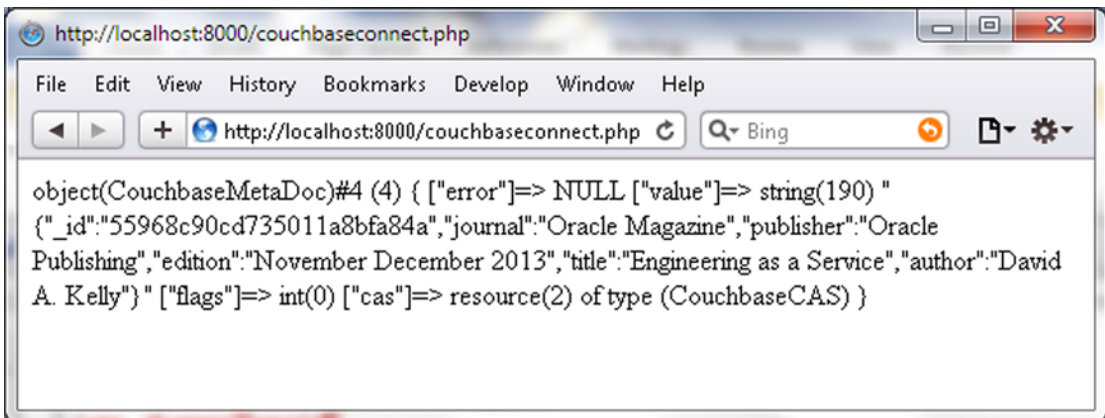 http://localhost:8000/couchbaseconnect.php
File Edit View History Bookmarks Develop Window Help
http://localhost:8000/couchbaseconnect.php Bing
object(CouchbaseMetaDoc)#4 (4) { ["error"]=> NULL ["value"]=> string(190) "
{"_id":"55968c90cd735011a8bfa84a","journal":"Oracle Magazine","publisher":"Oracle
Publishing","edition":"November December 2013","title":"Engineering as a Service","author":"David
A. Kelly"} " ["flags"]=> int(0) ["cas"]=> resource(2) of type (CouchbaseCAS) }